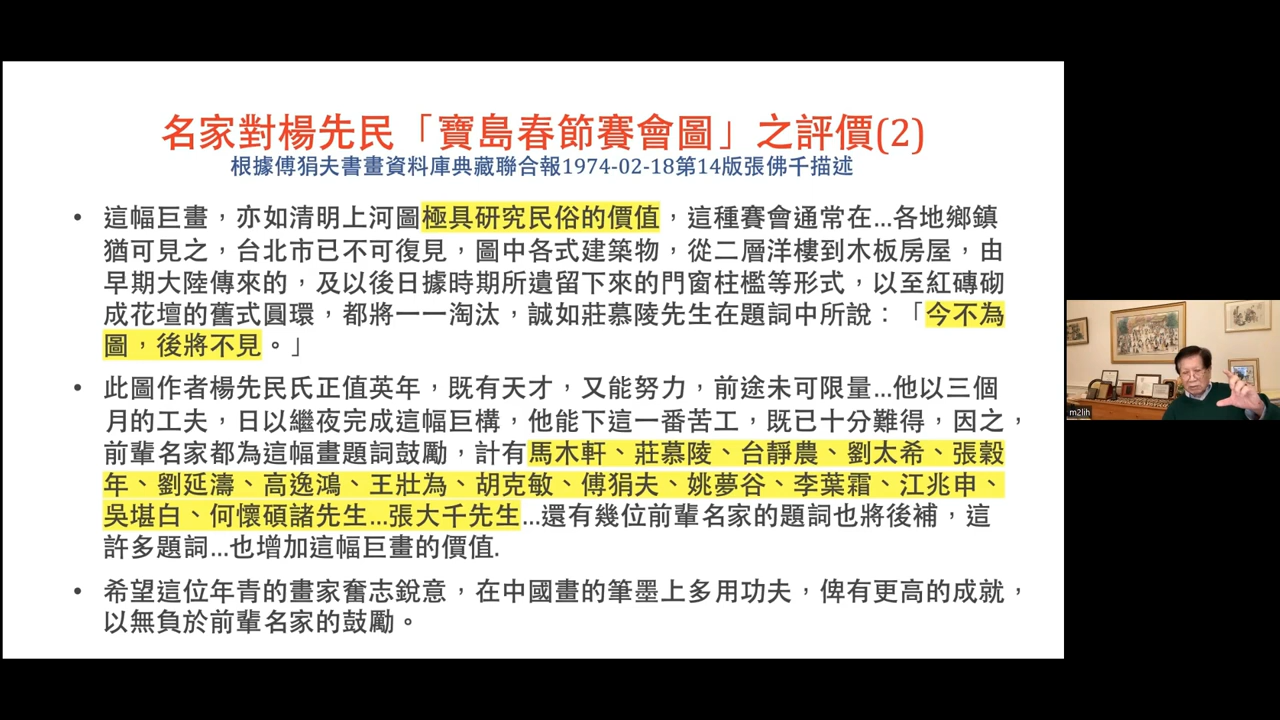 名家對楊先民「寶島春節賽會圖」之評價(2)
根據傅狷夫書畫資料庫典藏聯合報1974-02-18第14版張佛千描述
• 這幅巨畫，亦如清明上河圖極具研究民俗的價值，這種賽會通常在...各地鄉鎮
猶可見之，台北市已不可復見，圖中各式建築物，從二層洋樓到木板房屋，由
早期大陸傳來的，及以後日據時期所遺留下來的門窗柱檻等形式，以至紅磚砌
成花壇的舊式圓環，都將一一淘汰，誠如莊慕陵先生在題詞中所說：「今不為
圖，後將不見。」
• 此圖作者楊先民氏正值英年，既有天才，又能努力，前途未可限量...他以三個
月的工夫，日以繼夜完成這幅巨構，他能下這一番苦工，既已十分難得，因之，
前輩名家都為這幅畫題詞鼓勵，計有馬木軒、莊慕陵、台靜農、劉太希、張穀
年、劉延濤、高逸鴻、王壯為、胡克敏、傅狷夫、姚夢谷、李葉霜、江兆申、
吳堪白、何懷碩諸先生...張大千先生...還有幾位前輩名家的題詞也將後補，這
許多題詞...也增加這幅巨畫的價值.
• 希望這位年青的畫家奮志銳意，在中國畫的筆墨上多用功夫，俾有更高的成就，
以無負於前輩名家的鼓勵。
m2lih